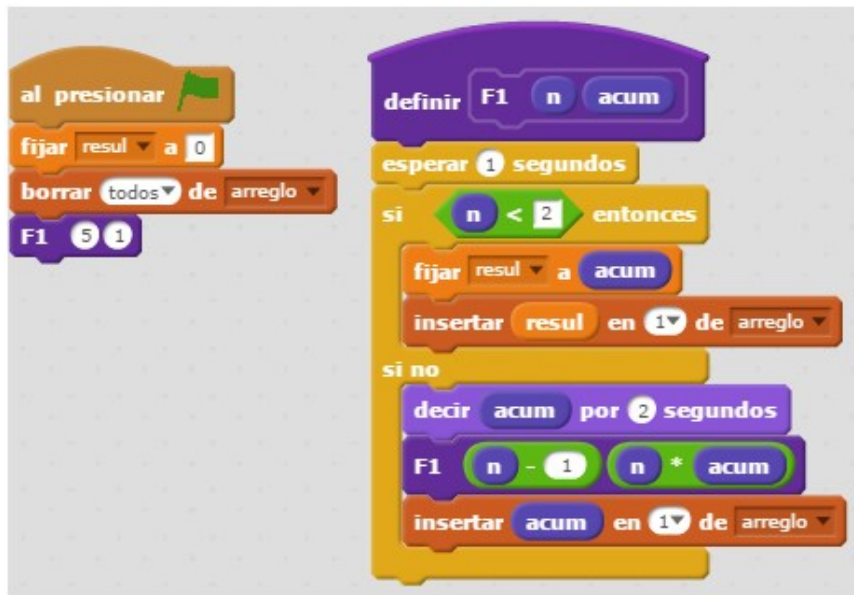 al presionar
fijar resul a 0
borrar todos de arreglo
F1 5 1
definir F1 n acum
esperar 1 segundos
si n < 2 entonces
fijar resul a acum
insertar resul en 1 de arreglo
si no
decir acum por 2 segundos
F1 n - 1 n * acum
insertar acum en 1 de arreglo